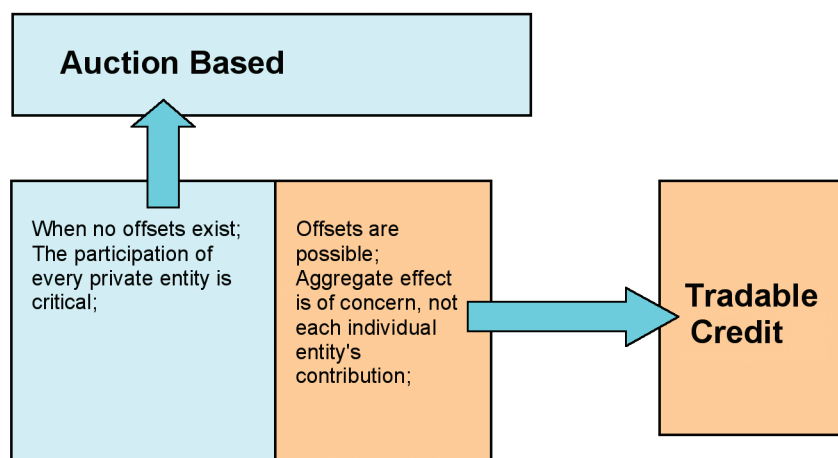 Auction Based
When no offsets exist;
The participation of
every private entity is
critical;
Offsets are
possible;
Aggregate effect
is of concern, not
each individual
entity's
contribution;
Tradable
Credit